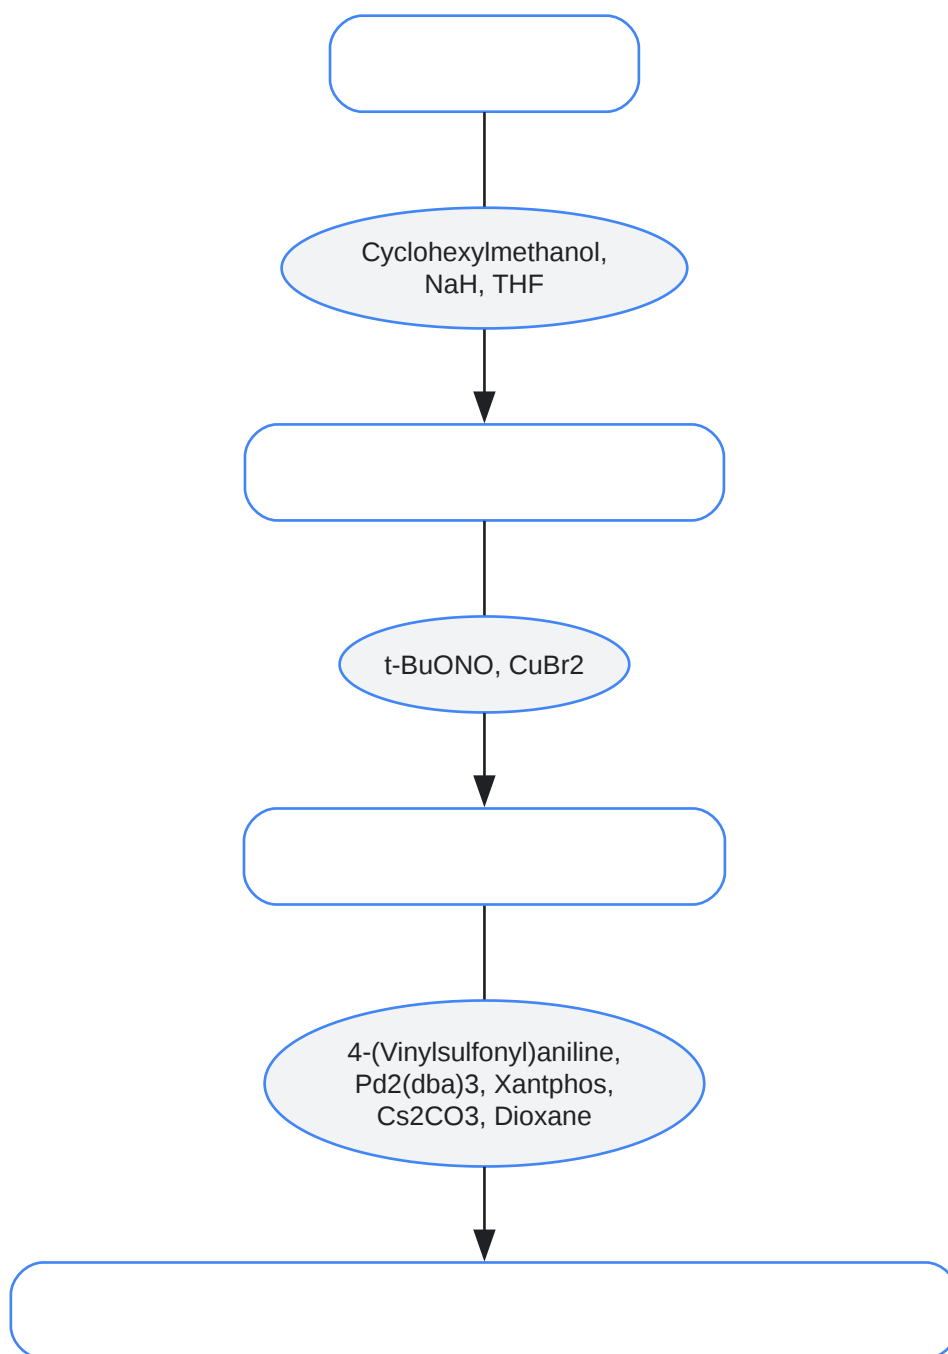 Cyclohexylmethanol,
NaH, THF
t-BuONO, CuBr2
4-(Vinylsulfonyl)aniline,
Pd2(dba)3, Xantphos,
Cs2CO3, Dioxane